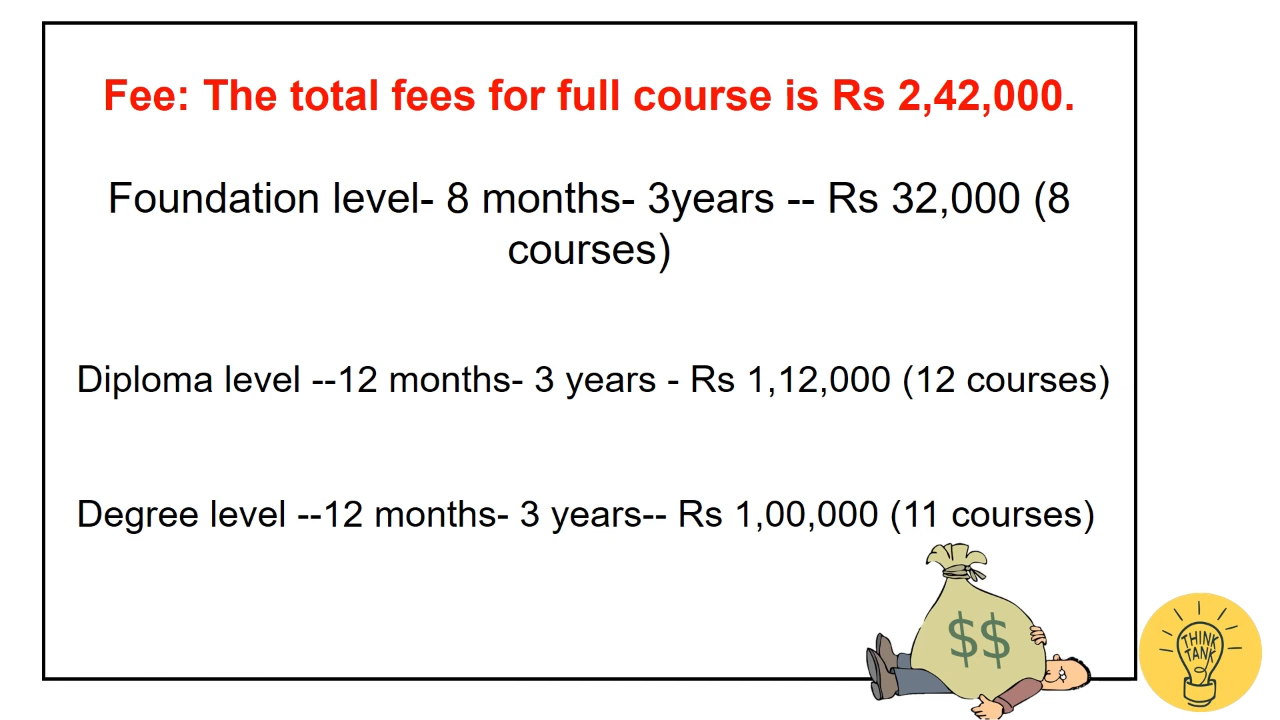 Fee: The total fees for full course is Rs 2,42,000.
Foundation level- 8 months- 3years -- Rs 32,000 (8
courses)
Diploma level --12 months- 3 years - Rs 1,12,000 (12 courses)
Degree level --12 months- 3 years-- Rs 1,00,000 (11 courses)
$$
THINK
TANK